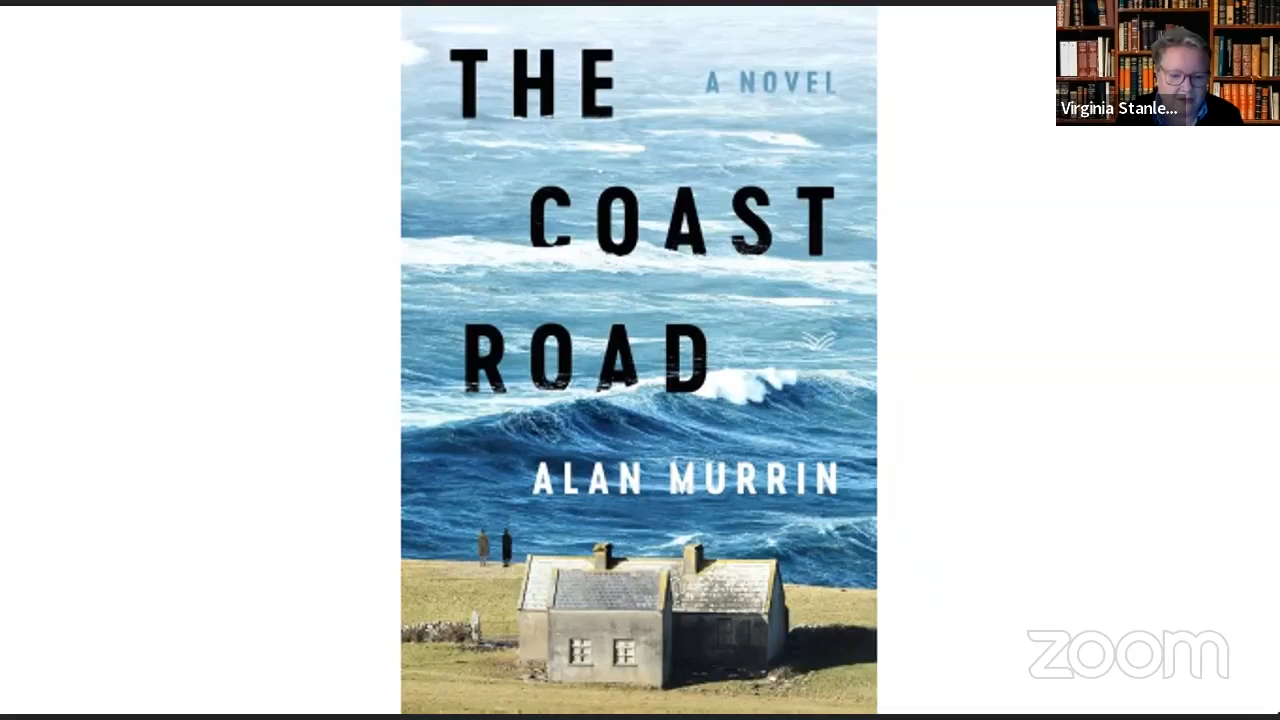 THE
A NOVEL
COAST
ROAD
ALAN MURRIN
Virginia Stanle...
zoom